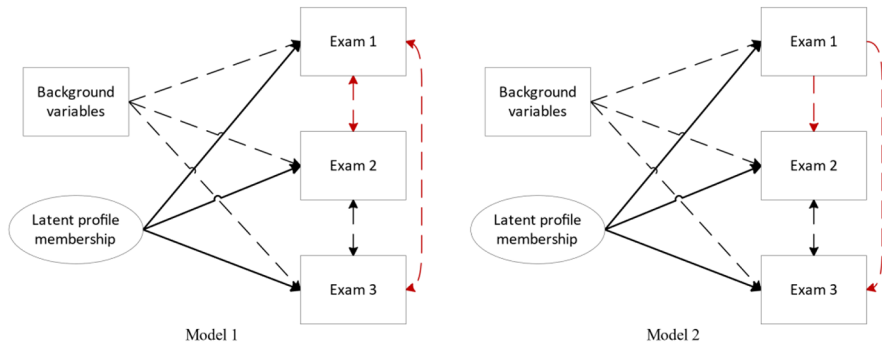 Exam 1
Background
variables
Exam 2
Latent profile
membership
Exam 3
Model 1
Exam 1
Background
variables
Exam 2
Latent profile
membership
Exam 3
Model 2